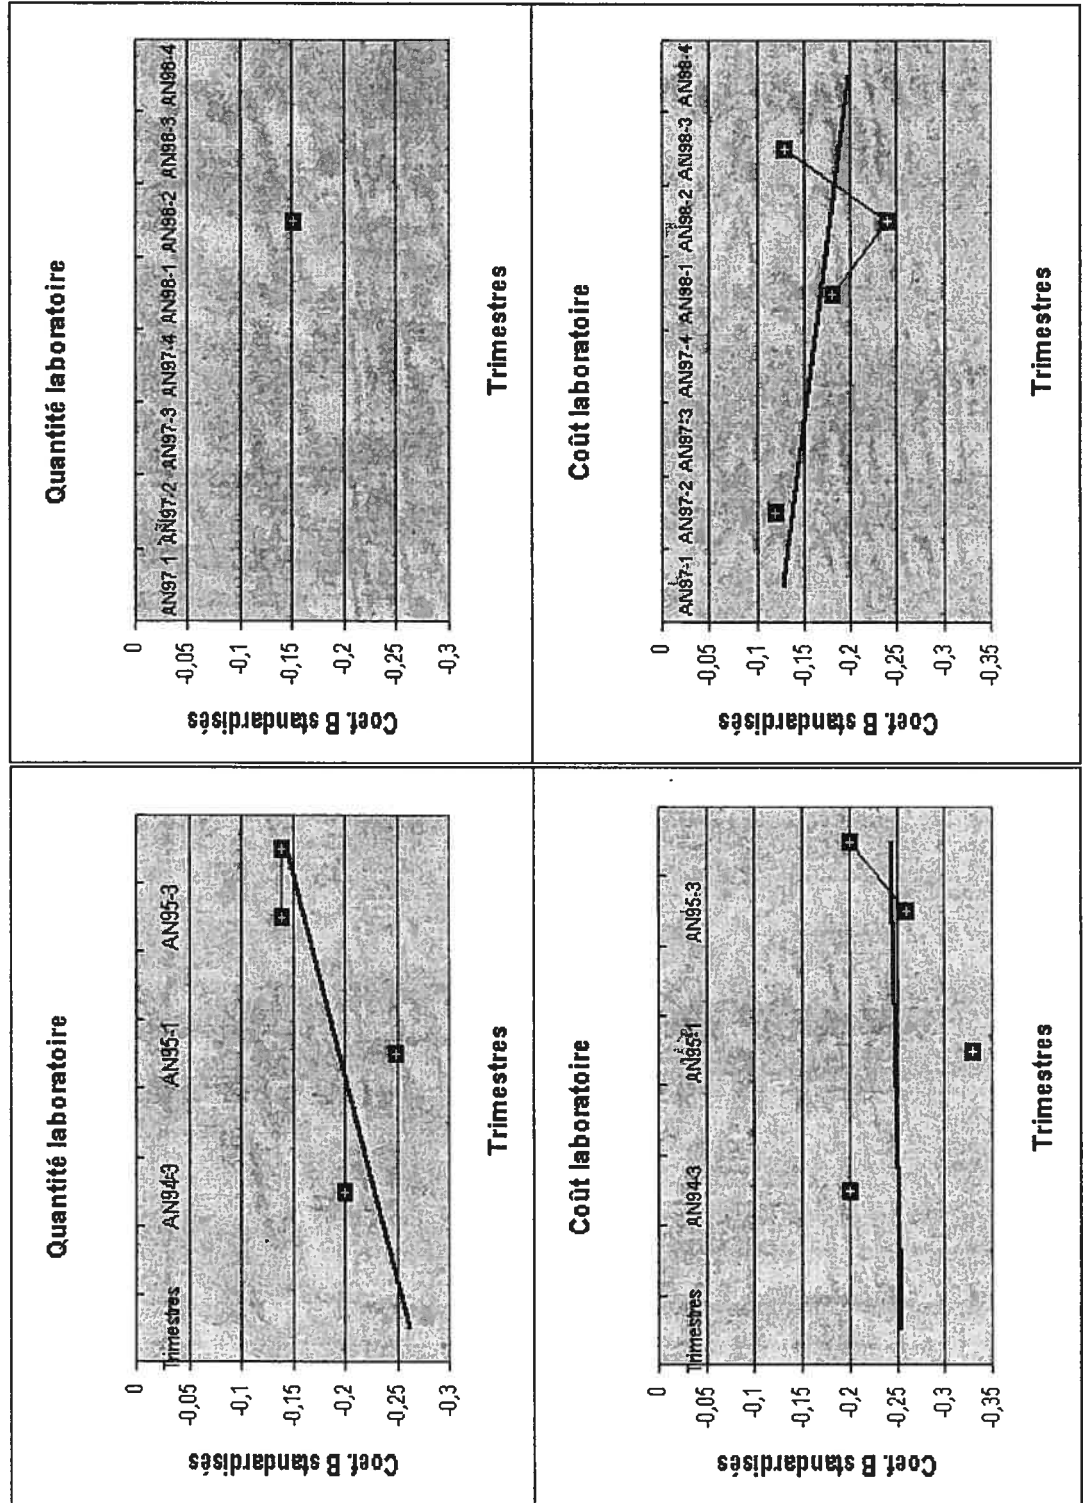 Quantité laboratoire
0
-0,05
-0,1
-0,15
-0,2
-0,25
-0,3
Coef. B standardisés
Trimestres AN94-3 AN95-1 AN95-3
Trimestres
Quantité laboratoire
0
-0,05
-0,1
-0,15
-0,2
-0,25
-0,3
Coef. B standardisés
AN97-1 AN97-2 AN97-3 AN97-4 AN98-1 AN98-2 AN98-3 AN98-4
Trimestres
Coût laboratoire
0
-0,05
-0,1
-0,15
-0,2
-0,25
-0,3
-0,35
Coef. B standardisés
Trimestres AN94-3 AN95-1 AN95-3
Trimestres
Coût laboratoire
0
-0,05
-0,1
-0,15
-0,2
-0,25
-0,3
-0,35
Coef. B standardisés
AN97-1 AN97-2 AN97-3 AN97-4 AN98-1 AN98-2 AN98-3 AN98-4
Trimestres